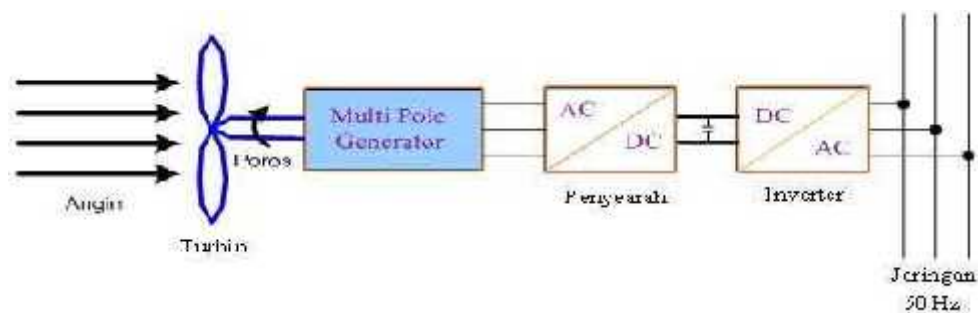 Angin
Turbin
Poros
Multi Pole
Generator
AC
DC
Penyearah
DC
AC
Inverter
Jaringan
50 Hz